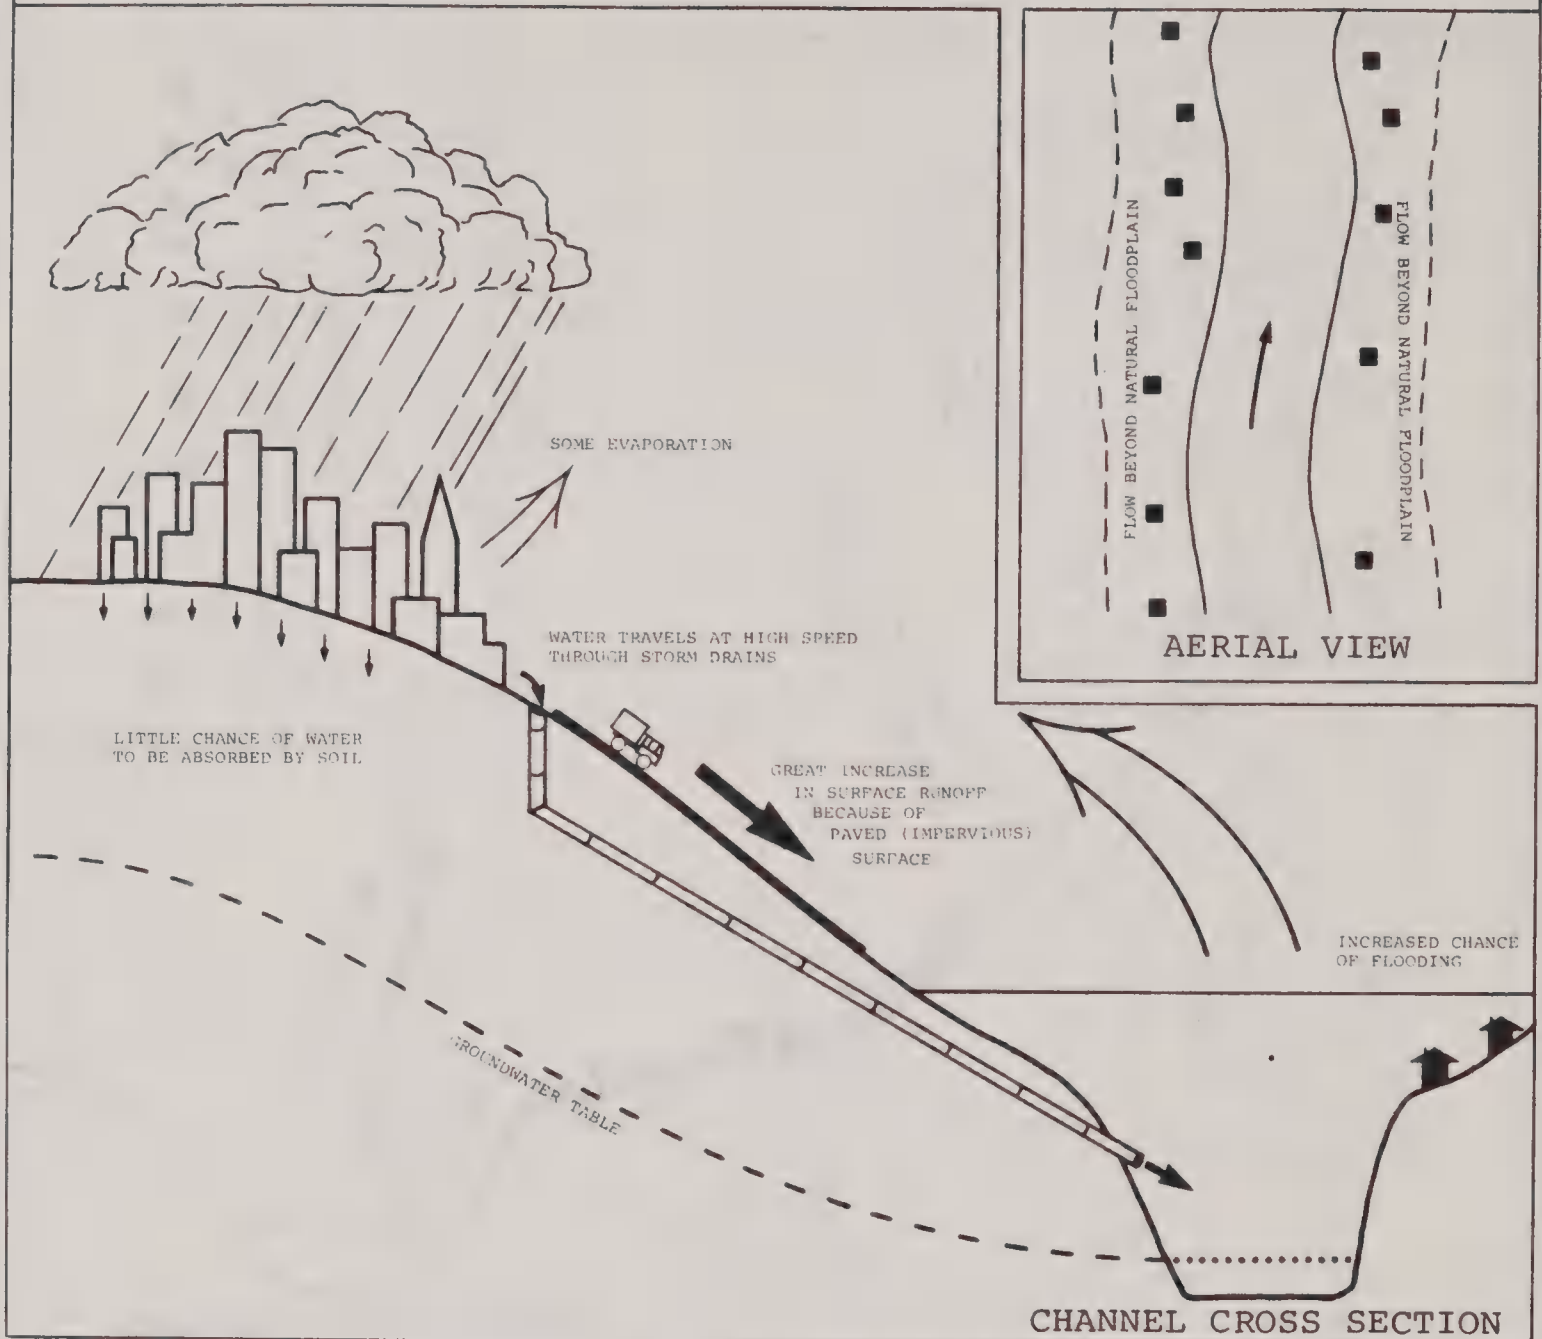 SOME EVAPORATION
WATER TRAVELS AT HIGH SPEED
THROUGH STORM DRAINS
LITTLE CHANCE OF WATER
TO BE ABSORBED BY SOIL
GREAT INCREASE
IN SURFACE RUNOFF
BECAUSE OF
PAVED (IMPERVIOUS)
SURFACE
GROUNDWATER TABLE
FLOW BEYOND NATURAL FLOODPLAIN
FLOW BEYOND NATURAL FLOODPLAIN
AERIAL VIEW
INCREASED CHANCE
OF FLOODING
CHANNEL CROSS SECTION